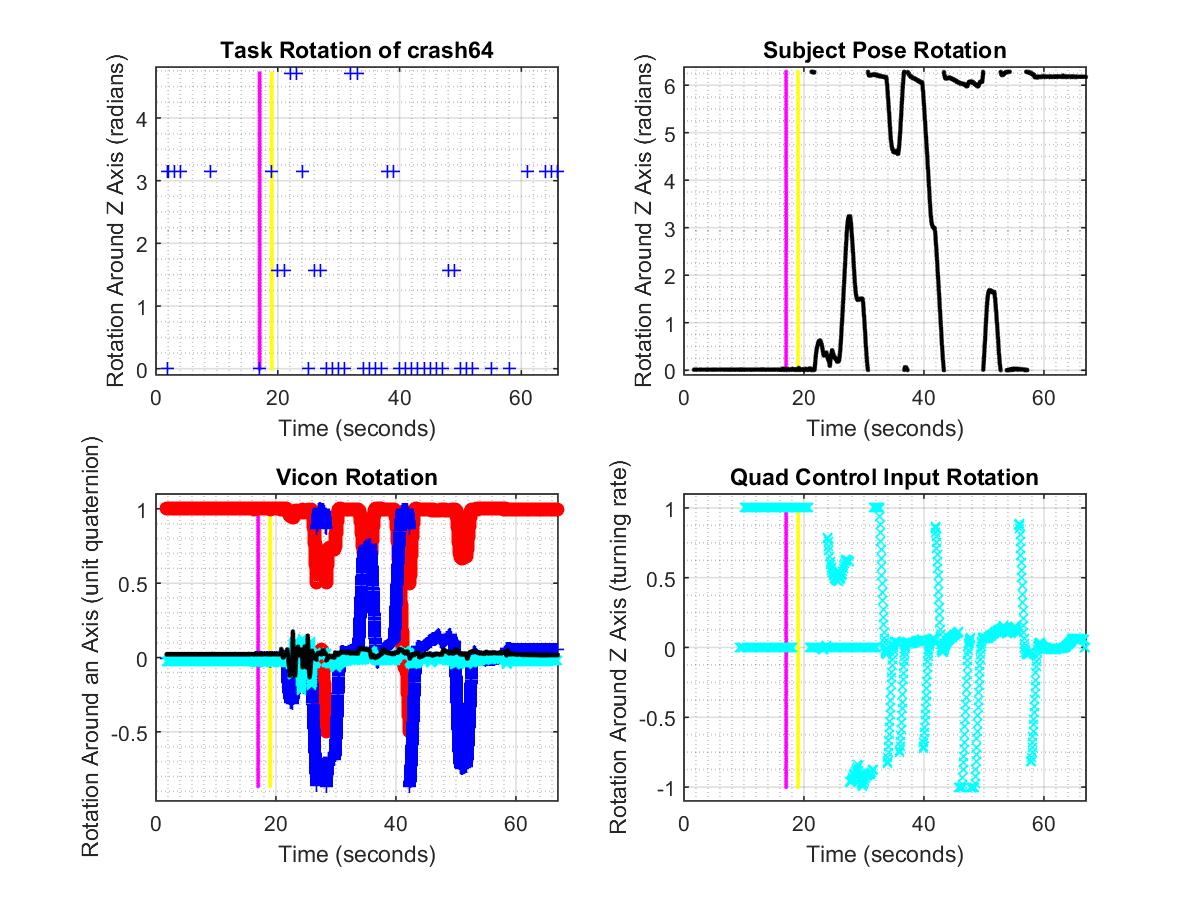 Task Rotation of crash64
Rotation Around Z Axis (radians)
4
3
2
1
0
0 20 40 60
Time (seconds)
Subject Pose Rotation
Rotation Around Z Axis (radians)
6
5
4
3
2
1
0
0 20 40 60
Time (seconds)
Vicon Rotation
Rotation Around an Axis (unit quaternion)
1
0.5
0
-0.5
0 20 40 60
Time (seconds)
Quad Control Input Rotation
Rotation Around Z Axis (turning rate)
1
0.5
0
-0.5
-1
0 20 40 60
Time (seconds)